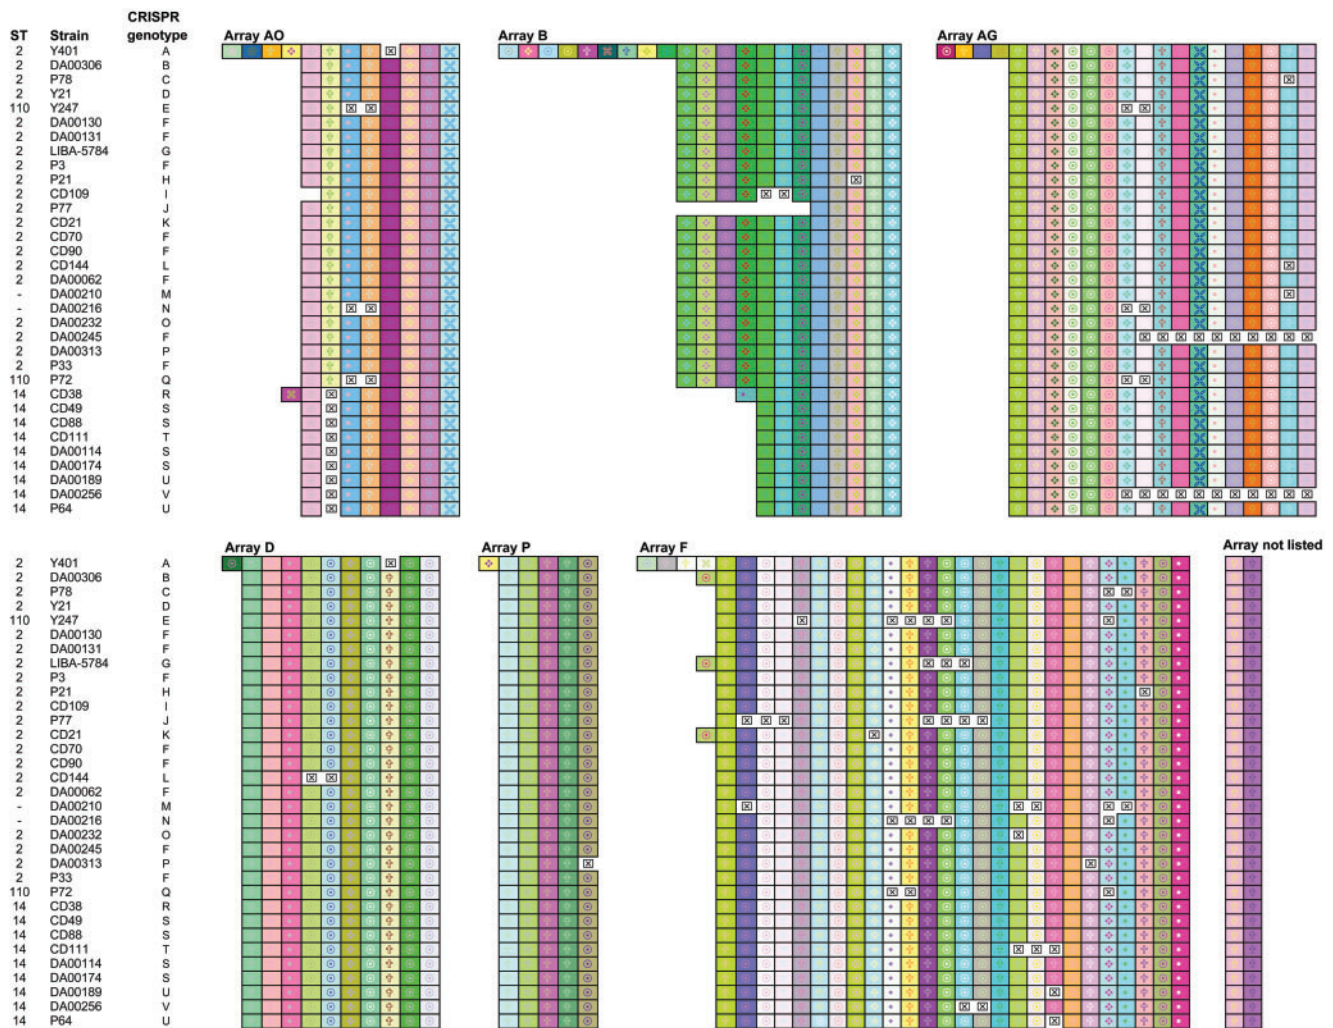 CRISPR
ST Strain genotype Array AO Array B Array AG
2 Y401 A
2 DA00306 B
2 P78 C
2 Y21 D
110 Y247 E
2 DA00130 F
2 DA00131 F
2 LIBA-5784 G
2 P3 F
2 P21 H
2 CD109 I
2 P77 J
2 CD21 K
2 CD70 F
2 CD90 F
2 CD144 L
2 DA00062 F
- DA00210 M
- DA00216 N
2 DA00232 O
2 DA00245 F
2 DA00313 P
2 P33 F
110 P72 Q
14 CD38 R
14 CD49 S
14 CD88 S
14 CD111 T
14 DA00114 S
14 DA00174 S
14 DA00189 U
14 DA00256 V
14 P64 U
Array D Array P Array F Array not listed
2 Y401 A
2 DA00306 B
2 P78 C
2 Y21 D
110 Y247 E
2 DA00130 F
2 DA00131 F
2 LIBA-5784 G
2 P3 F
2 P21 H
2 CD109 I
2 P77 J
2 CD21 K
2 CD70 F
2 CD90 F
2 CD144 L
2 DA00062 F
- DA00210 M
- DA00216 N
2 DA00232 O
2 DA00245 F
2 DA00313 P
2 P33 F
110 P72 Q
14 CD38 R
14 CD49 S
14 CD88 S
14 CD111 T
14 DA00114 S
14 DA00174 S
14 DA00189 U
14 DA00256 V
14 P64 U